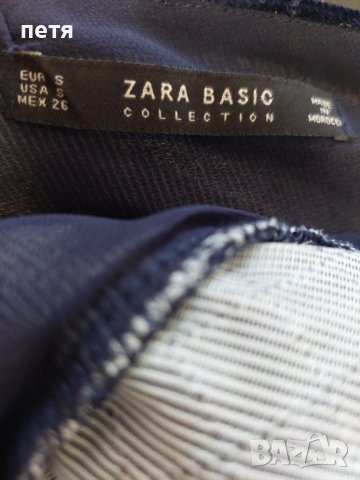 петя
EUR S
USA S
MEX 26
ZARA BASIC
COLLECTION
MADE
IN
MOROCCO
BAZAR